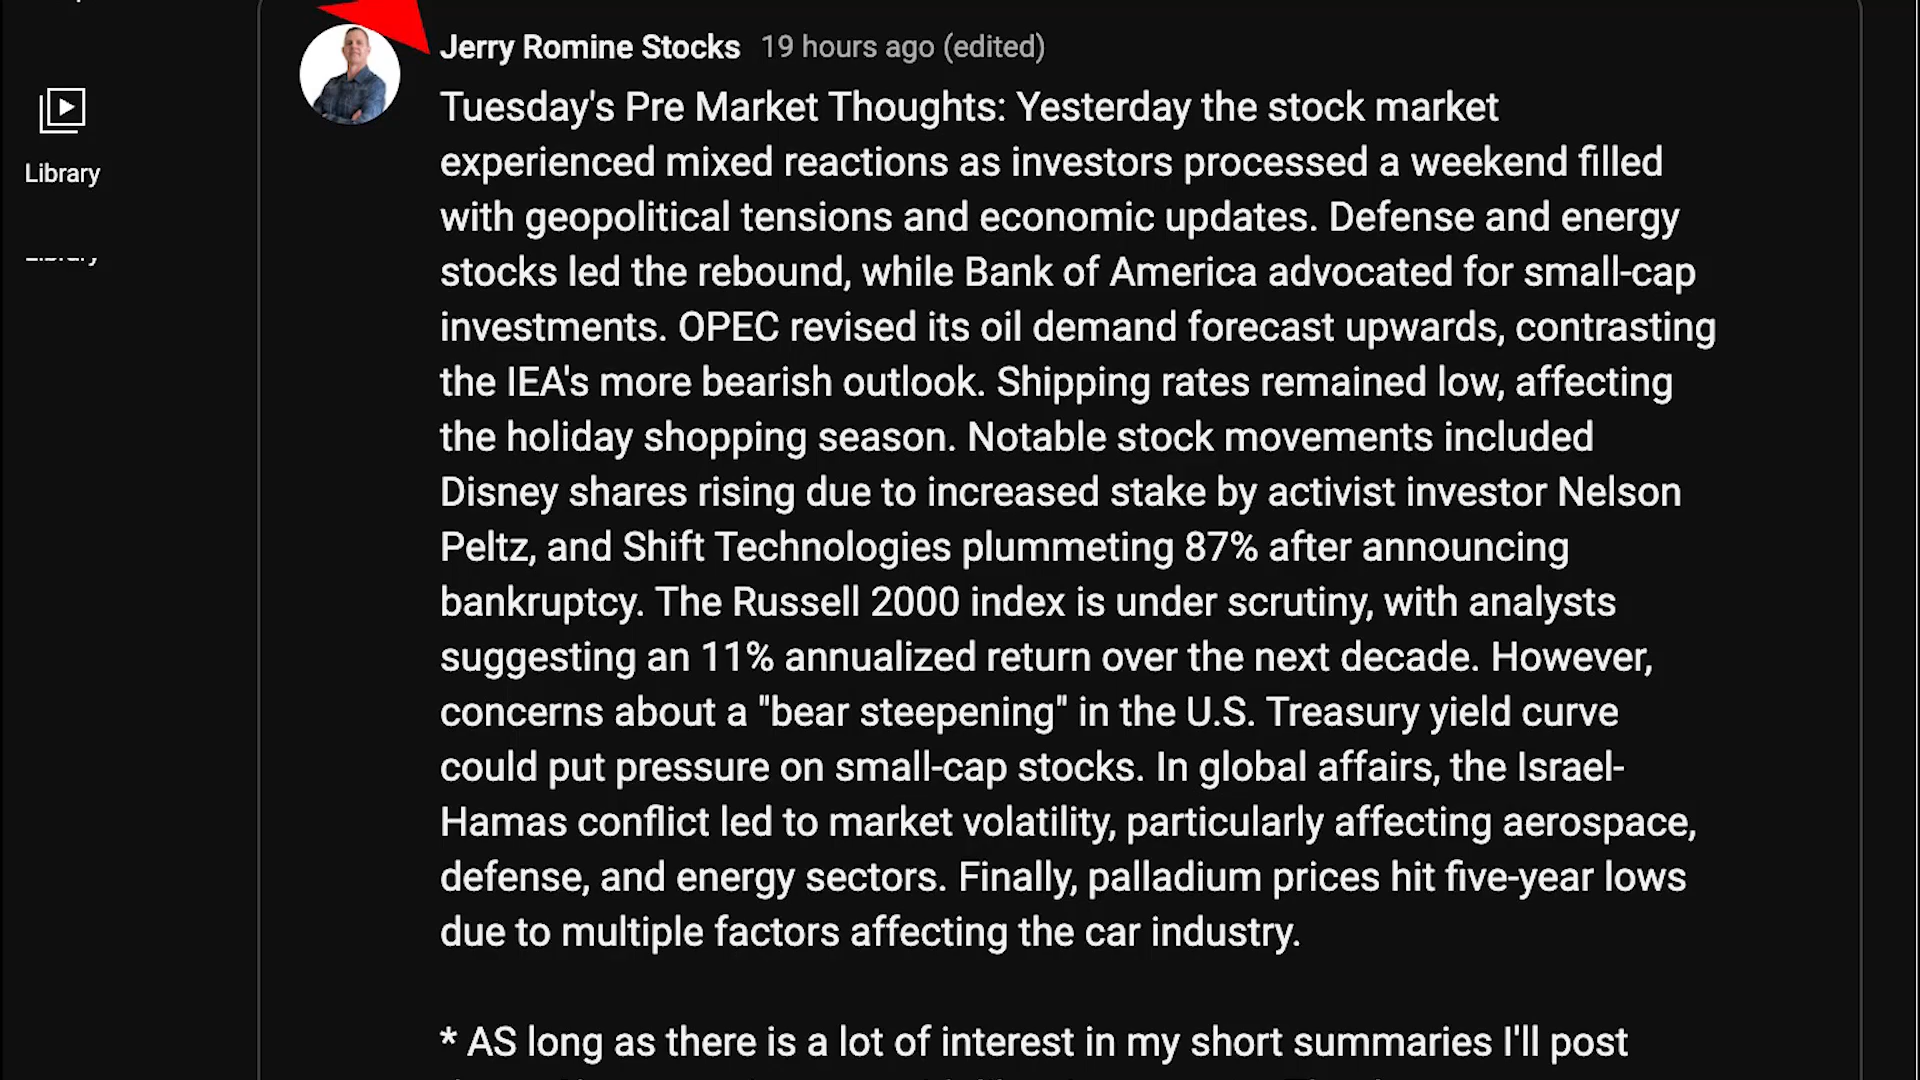 Jerry Romine Stocks 19 hours ago (edited)
Tuesday's Pre Market Thoughts: Yesterday the stock market
experienced mixed reactions as investors processed a weekend filled
with geopolitical tensions and economic updates. Defense and energy
stocks led the rebound, while Bank of America advocated for small-cap
investments. OPEC revised its oil demand forecast upwards, contrasting
the IEA's more bearish outlook. Shipping rates remained low, affecting
the holiday shopping season. Notable stock movements included
Disney shares rising due to increased stake by activist investor Nelson
Peltz, and Shift Technologies plummeting 87% after announcing
bankruptcy. The Russell 2000 index is under scrutiny, with analysts
suggesting an 11% annualized return over the next decade. However,
concerns about a "bear steepening" in the U.S. Treasury yield curve
could put pressure on small-cap stocks. In global affairs, the Israel-
Hamas conflict led to market volatility, particularly affecting aerospace,
defense, and energy sectors. Finally, palladium prices hit five-year lows
due to multiple factors affecting the car industry.
* AS long as there is a lot of interest in my short summaries I'll post
Library